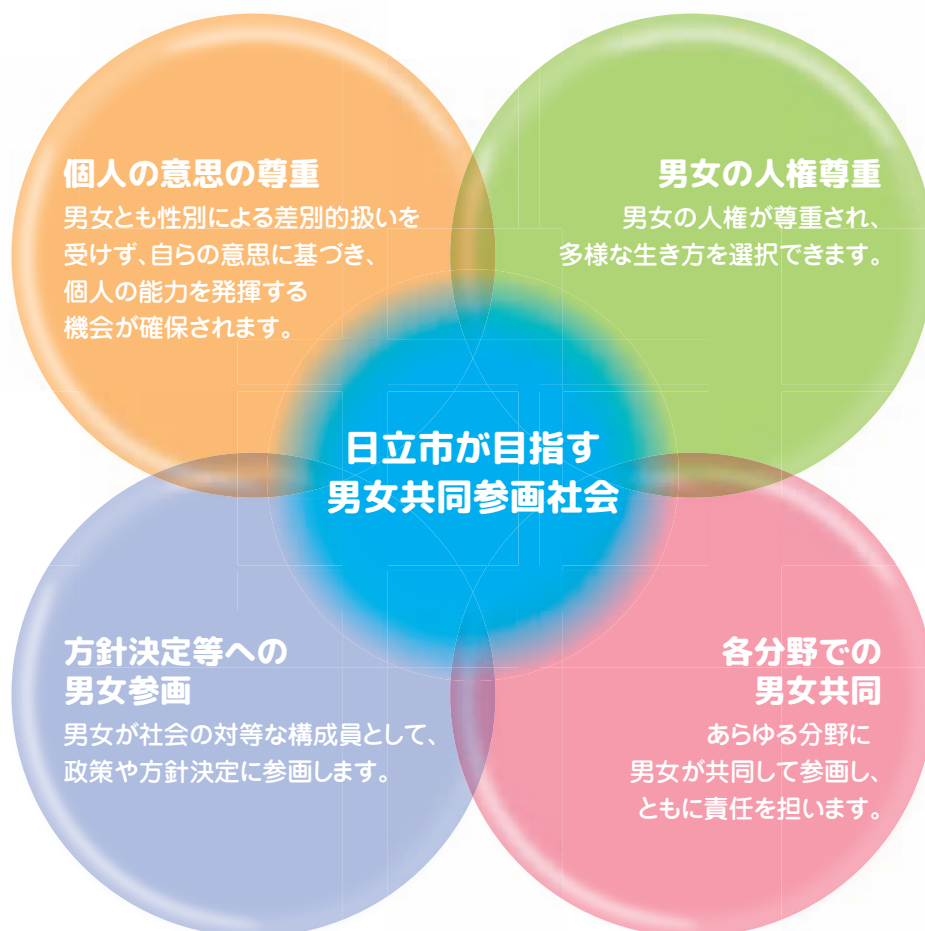 個人の意思の尊重
男女とも性別による差別的扱いを
受けず、自らの意思に基づき、
個人の能力を発揮する
機会が確保されます。
男女の人権尊重
男女の人権が尊重され、
多様な生き方を選択できます。
日立市が目指す
男女共同参画社会
方針決定等への
男女参画
男女が社会の対等な構成員として、
政策や方針決定に参画します。
各分野での
男女共同
あらゆる分野に
男女が共同して参画し、
ともに責任を担います。